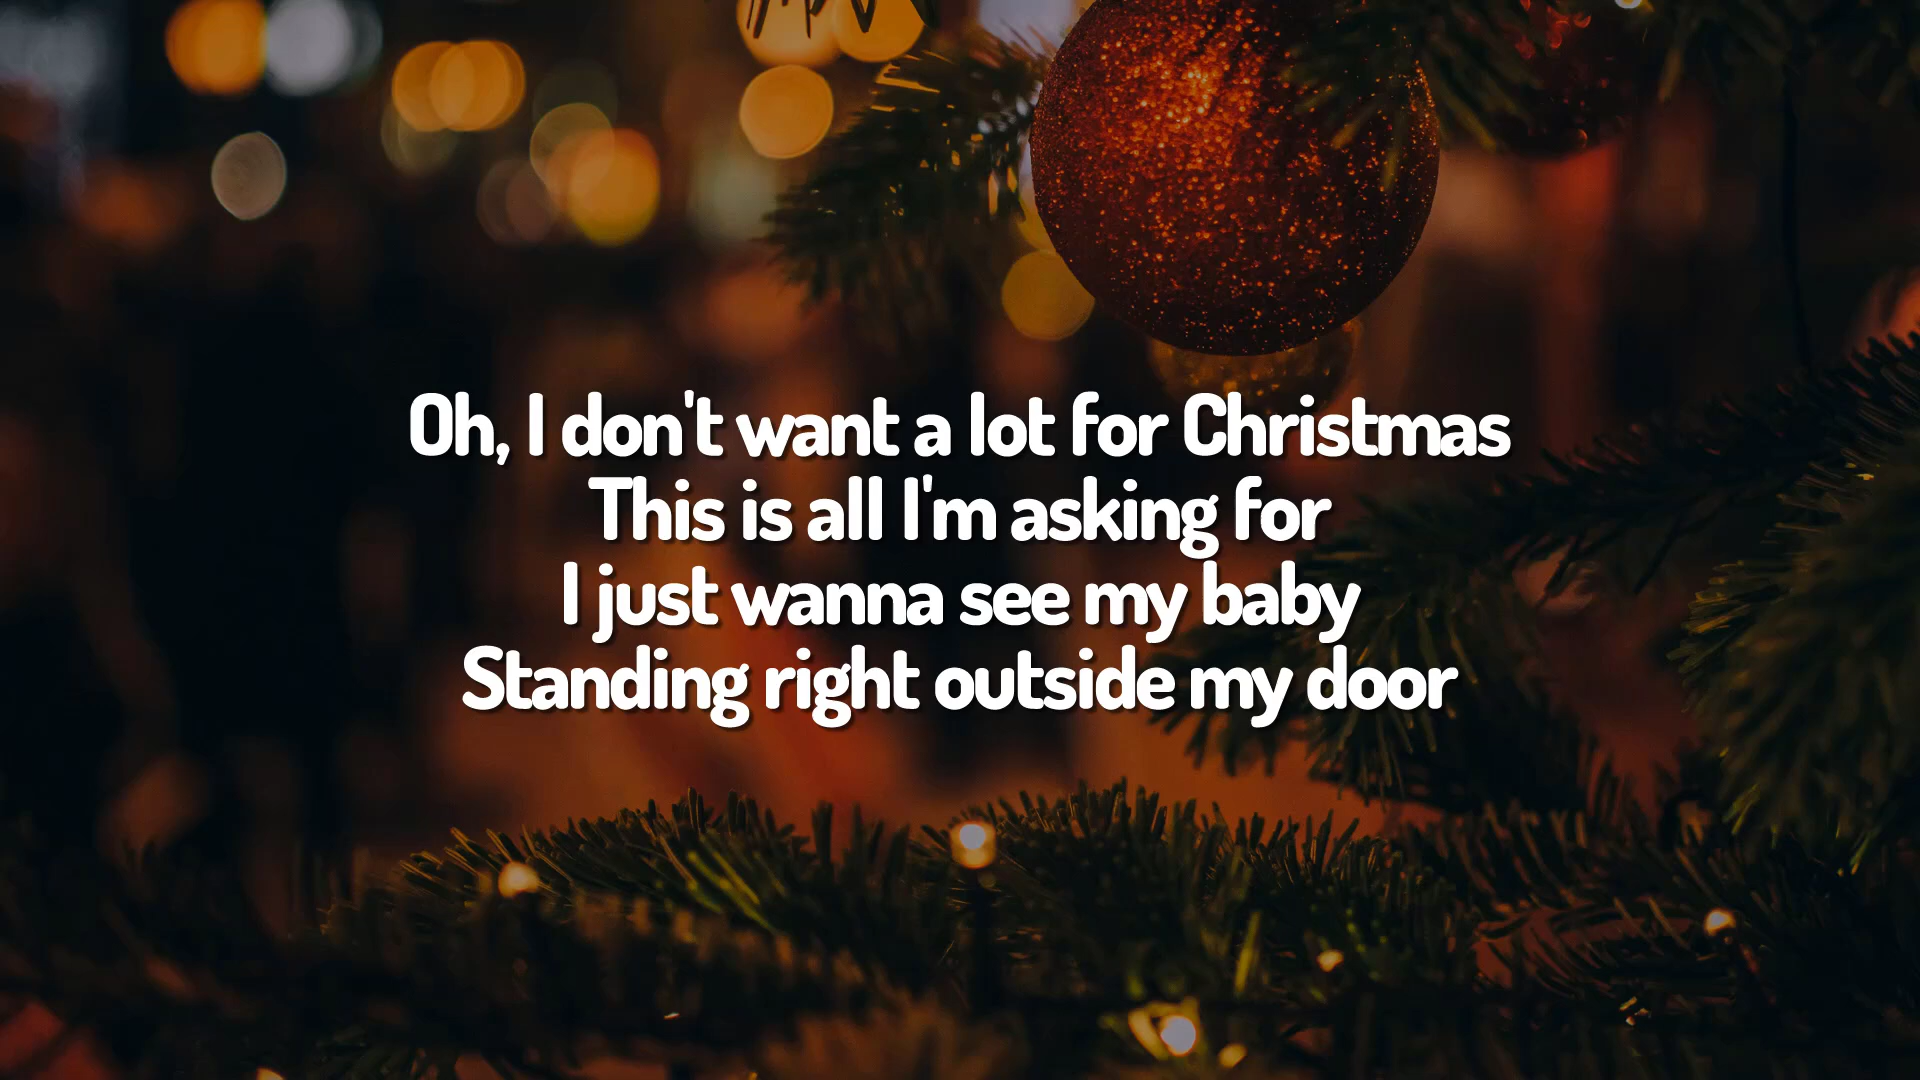 Oh, I don't want a lot for Christmas
This is all I'm asking for
I just wanna see my baby
Standing right outside my door